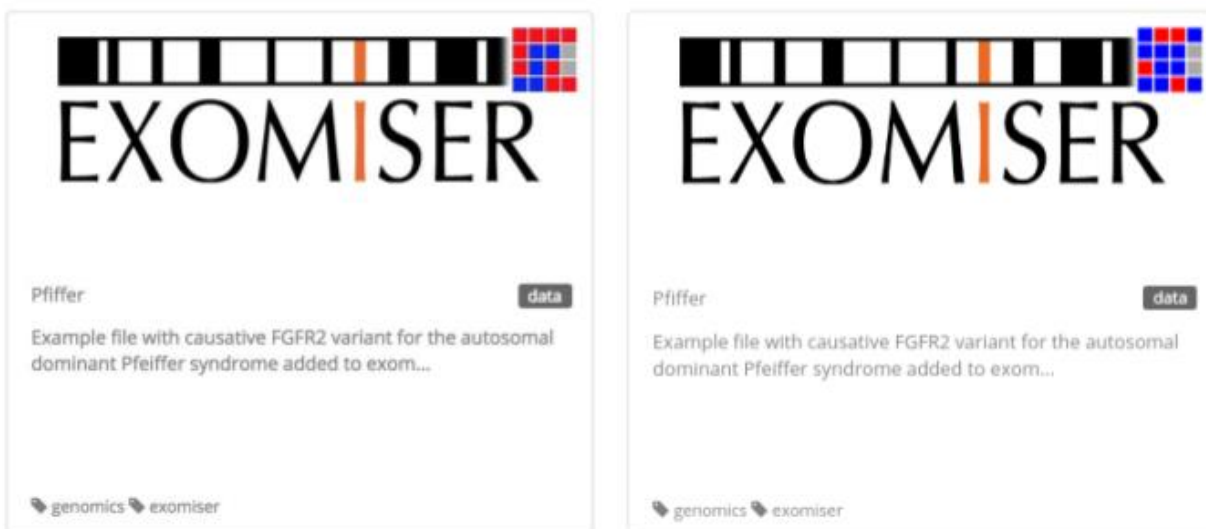 EXOMISER
Pfiffer
data
Example file with causative FGFR2 variant for the autosomal
dominant Pfeiffer syndrome added to exom...
genomics exomiser
EXOMISER
Pfiffer
data
Example file with causative FGFR2 variant for the autosomal
dominant Pfeiffer syndrome added to exom...
genomics exomiser